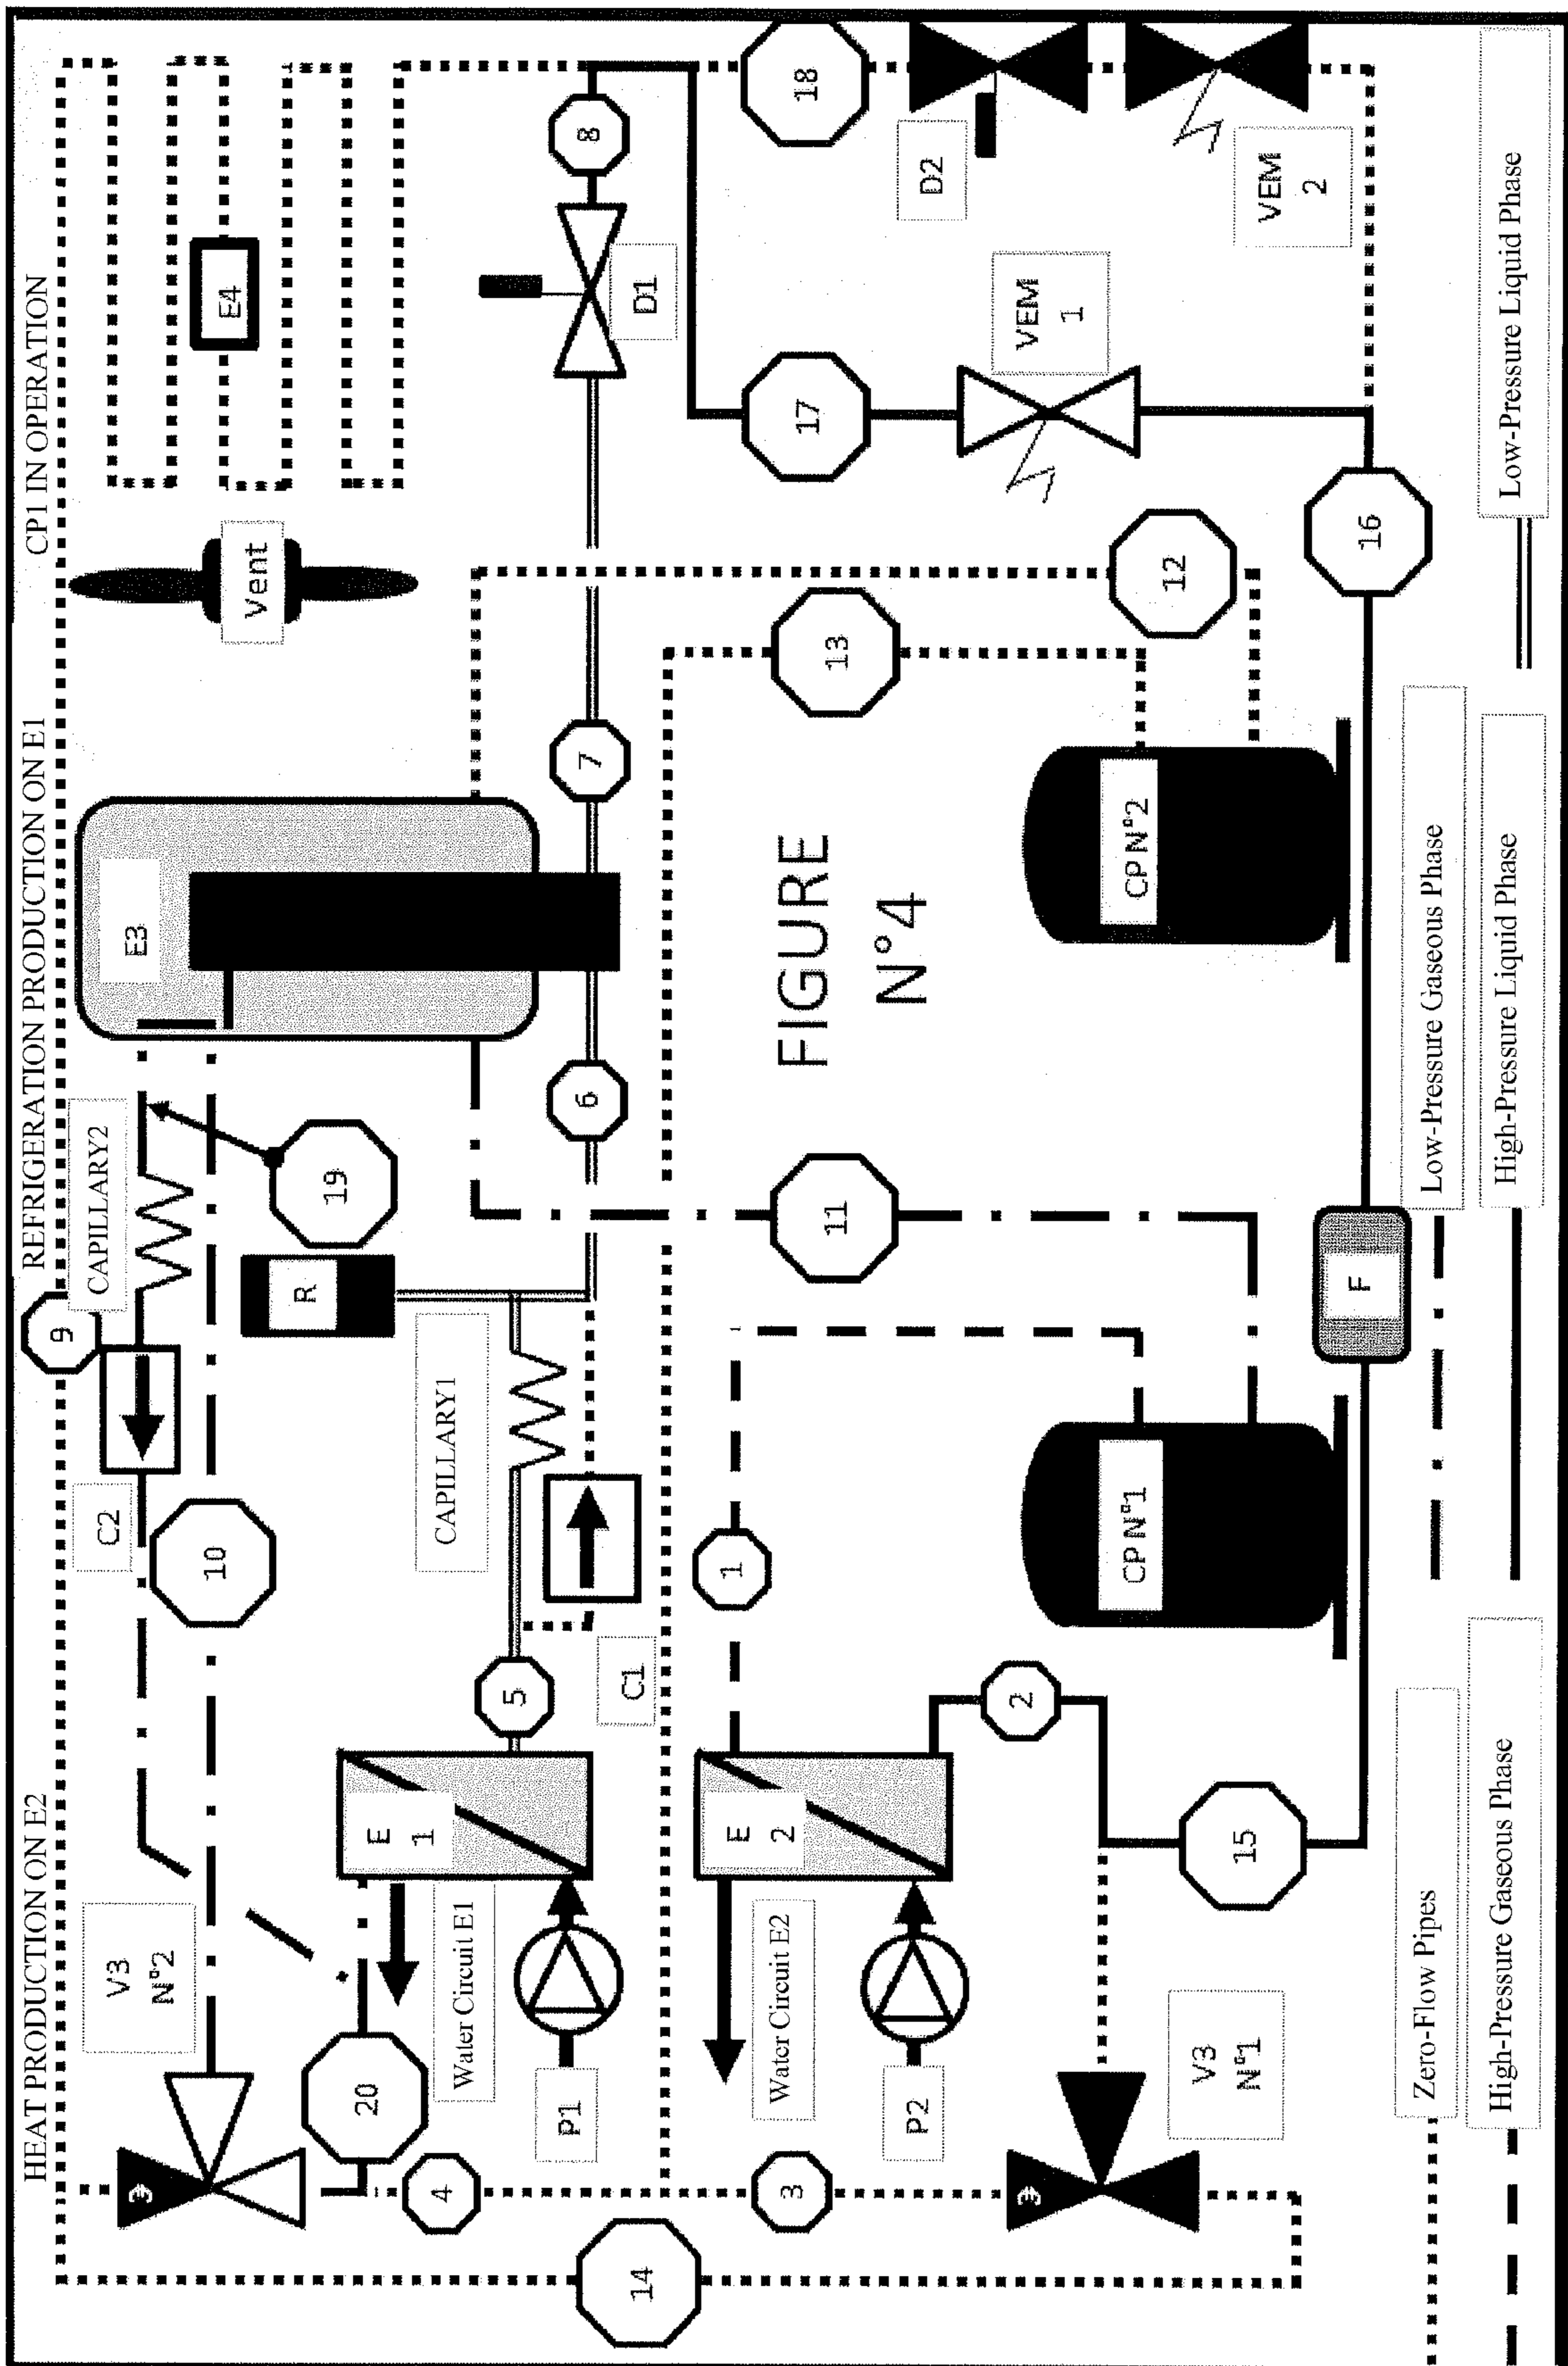 HEAT PRODUCTION ON E2
REFRIGERATION PRODUCTION ON E1
CP1 IN OPERATION
9
CAPILLARY2
C2
E3
Vent
E4
V3
N°2
3
10
19
R
20
4
E
1
Water Circuit E1
P1
5
CAPILLARY1
C1
6
7
D1
8
14
3
E
2
Water Circuit E2
P2
1
2
11
FIGURE
N°4
13
12
17
18
D2
VEM
1
VEM
2
3
V3
N°1
15
CP N°1
CP N°2
F
16
Zero-Flow Pipes
Low-Pressure Gaseous Phase
High-Pressure Gaseous Phase
High-Pressure Liquid Phase
Low-Pressure Liquid Phase